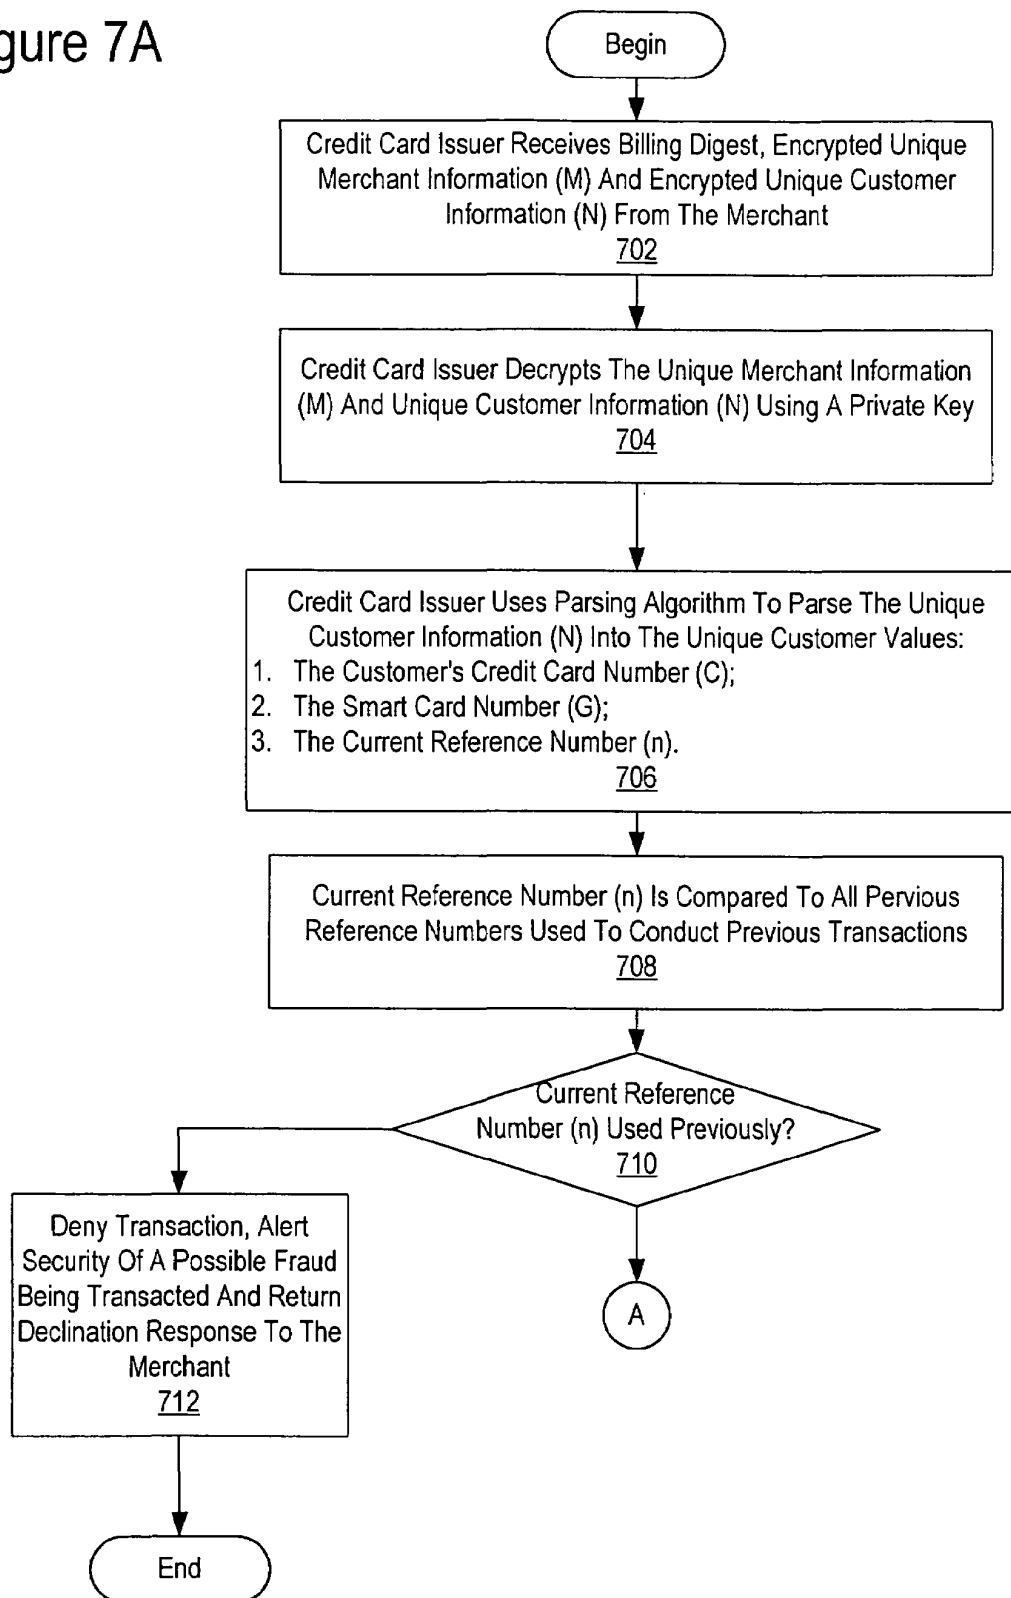 gure 7A
Begin
Credit Card Issuer Receives Billing Digest, Encrypted Unique
Merchant Information (M) And Encrypted Unique Customer
Information (N) From The Merchant
702
Credit Card Issuer Decrypts The Unique Merchant Information
(M) And Unique Customer Information (N) Using A Private Key
704
Credit Card Issuer Uses Parsing Algorithm To Parse The Unique
Customer Information (N) Into The Unique Customer Values:
1. The Customer's Credit Card Number (C);
2. The Smart Card Number (G);
3. The Current Reference Number (n).
706
Current Reference Number (n) Is Compared To All Pervious
Reference Numbers Used To Conduct Previous Transactions
708
Current Reference
Number (n) Used Previously?
710
Deny Transaction, Alert
Security Of A Possible Fraud
Being Transacted And Return
Declination Response To The
Merchant
712
A
End